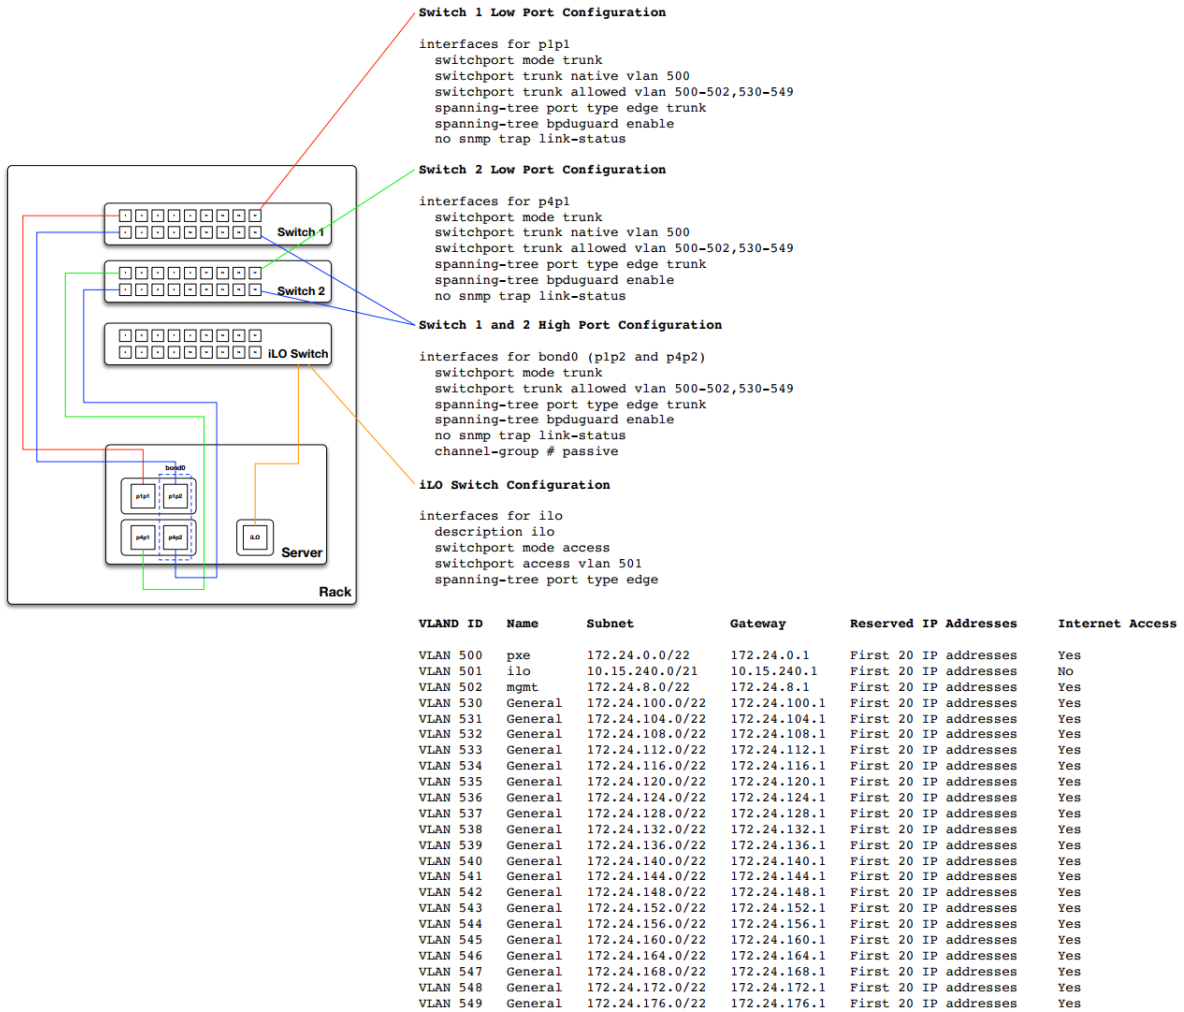 Switch 1 Low Port Configuration
interfaces for p1p1
switchport mode trunk
switchport trunk native vlan 500
switchport trunk allowed vlan 500-502,530-549
spanning-tree port type edge trunk
spanning-tree bpduguard enable
no snmp trap link-status
Switch 2 Low Port Configuration
interfaces for p4p1
switchport mode trunk
switchport trunk native vlan 500
switchport trunk allowed vlan 500-502,530-549
spanning-tree port type edge trunk
spanning-tree bpduguard enable
no snmp trap link-status
Switch 1 and 2 High Port Configuration
interfaces for bond0 (p1p2 and p4p2)
switchport mode trunk
switchport trunk allowed vlan 500-502,530-549
spanning-tree port type edge trunk
spanning-tree bpduguard enable
no snmp trap link-status
channel-group # passive
iLO Switch Configuration
interfaces for ilo
description ilo
switchport mode access
switchport access vlan 501
spanning-tree port type edge
Switch 1
Switch 2
iLO Switch
bond0
p1p1 p1p2
p4p1 p4p2
iLO
Server
Rack
VLAND ID Name Subnet Gateway Reserved IP Addresses Internet Access
VLAN 500 pxe 172.24.0.0/22 172.24.0.1 First 20 IP addresses Yes
VLAN 501 ilo 10.15.240.0/21 10.15.240.1 First 20 IP addresses No
VLAN 502 mgmt 172.24.8.0/22 172.24.8.1 First 20 IP addresses Yes
VLAN 530 General 172.24.100.0/22 172.24.100.1 First 20 IP addresses Yes
VLAN 531 General 172.24.104.0/22 172.24.104.1 First 20 IP addresses Yes
VLAN 532 General 172.24.108.0/22 172.24.108.1 First 20 IP addresses Yes
VLAN 533 General 172.24.112.0/22 172.24.112.1 First 20 IP addresses Yes
VLAN 534 General 172.24.116.0/22 172.24.116.1 First 20 IP addresses Yes
VLAN 535 General 172.24.120.0/22 172.24.120.1 First 20 IP addresses Yes
VLAN 536 General 172.24.124.0/22 172.24.124.1 First 20 IP addresses Yes
VLAN 537 General 172.24.128.0/22 172.24.128.1 First 20 IP addresses Yes
VLAN 538 General 172.24.132.0/22 172.24.132.1 First 20 IP addresses Yes
VLAN 539 General 172.24.136.0/22 172.24.136.1 First 20 IP addresses Yes
VLAN 540 General 172.24.140.0/22 172.24.140.1 First 20 IP addresses Yes
VLAN 541 General 172.24.144.0/22 172.24.144.1 First 20 IP addresses Yes
VLAN 542 General 172.24.148.0/22 172.24.148.1 First 20 IP addresses Yes
VLAN 543 General 172.24.152.0/22 172.24.152.1 First 20 IP addresses Yes
VLAN 544 General 172.24.156.0/22 172.24.156.1 First 20 IP addresses Yes
VLAN 545 General 172.24.160.0/22 172.24.160.1 First 20 IP addresses Yes
VLAN 546 General 172.24.164.0/22 172.24.164.1 First 20 IP addresses Yes
VLAN 547 General 172.24.168.0/22 172.24.168.1 First 20 IP addresses Yes
VLAN 548 General 172.24.172.0/22 172.24.172.1 First 20 IP addresses Yes
VLAN 549 General 172.24.176.0/22 172.24.176.1 First 20 IP addresses Yes